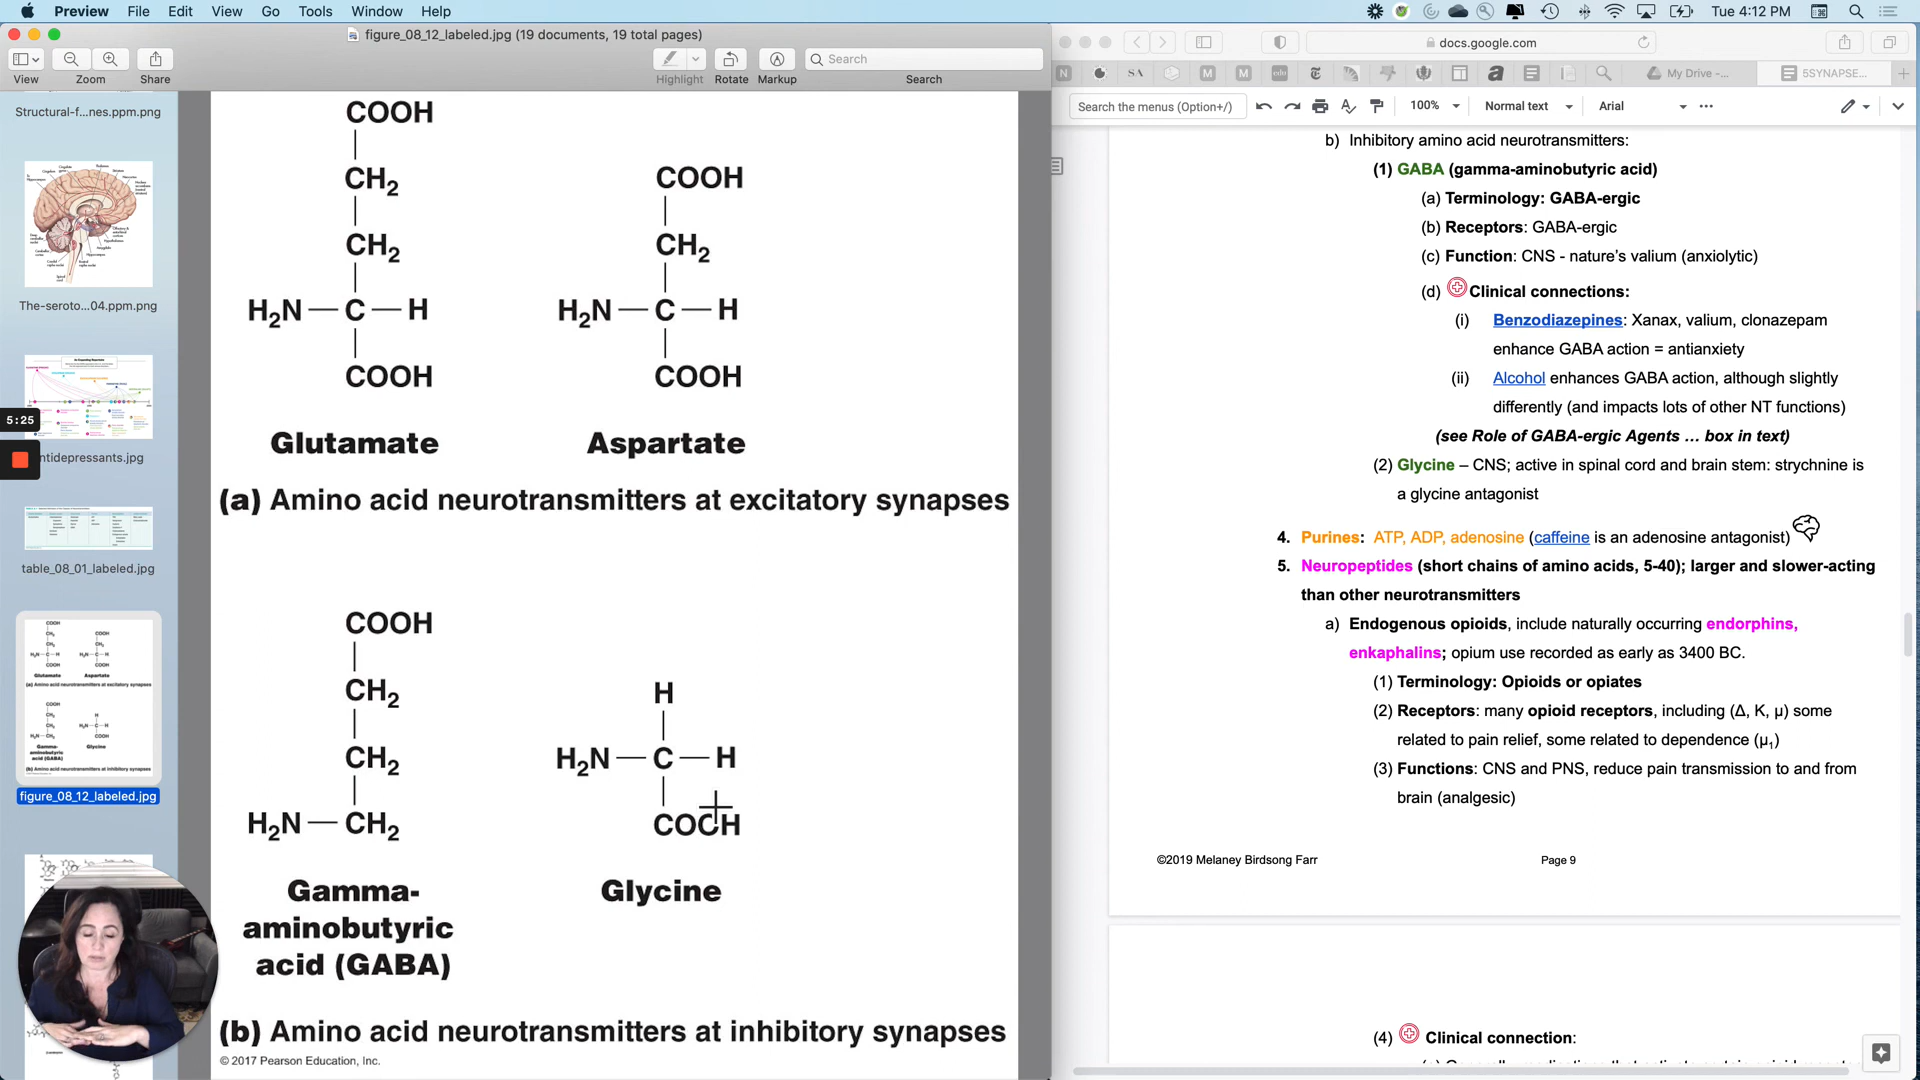 Preview File Edit View Go Tools Window Help
Tue 4:12 PM
figure_08_12_labeled.jpg (19 documents, 19 total pages)
View Zoom Share Highlight Rotate Markup Search
Search
Structural-f...nes.ppm.png
The-seroto...04.ppm.png
5:25
ntidepressants.jpg
table_08_01_labeled.jpg
figure_08_12_labeled.jpg
COOH
CH2
COOH
CH2
CH2
H2N — C — H
H2N — C — H
COOH
COOH
Glutamate
Aspartate
(a) Amino acid neurotransmitters at excitatory synapses
COOH
CH2
H
CH2
H2N — C — H
H2N — CH2
COOH
Gamma-
aminobutyric
acid (GABA)
Glycine
(b) Amino acid neurotransmitters at inhibitory synapses
© 2017 Pearson Education, Inc.
docs.google.com
My Drive -...
5SYNAPSE...
Search the menus (Option+/)
100%
Normal text
Arial
b) Inhibitory amino acid neurotransmitters:
(1) GABA (gamma-aminobutyric acid)
(a) Terminology: GABA-ergic
(b) Receptors: GABA-ergic
(c) Function: CNS - nature's valium (anxiolytic)
(d) Clinical connections:
(i) Benzodiazepines: Xanax, valium, clonazepam
enhance GABA action = antianxiety
(ii) Alcohol enhances GABA action, although slightly
differently (and impacts lots of other NT functions)
(see Role of GABA-ergic Agents … box in text)
(2) Glycine – CNS; active in spinal cord and brain stem: strychnine is
a glycine antagonist
4. Purines: ATP, ADP, adenosine (caffeine is an adenosine antagonist)
5. Neuropeptides (short chains of amino acids, 5-40); larger and slower-acting
than other neurotransmitters
a) Endogenous opioids, include naturally occurring endorphins,
enkaphalins; opium use recorded as early as 3400 BC.
(1) Terminology: Opioids or opiates
(2) Receptors: many opioid receptors, including (Δ, K, μ) some
related to pain relief, some related to dependence (μ1)
(3) Functions: CNS and PNS, reduce pain transmission to and from
brain (analgesic)
©2019 Melaney Birdsong Farr
Page 9
(4) Clinical connection: